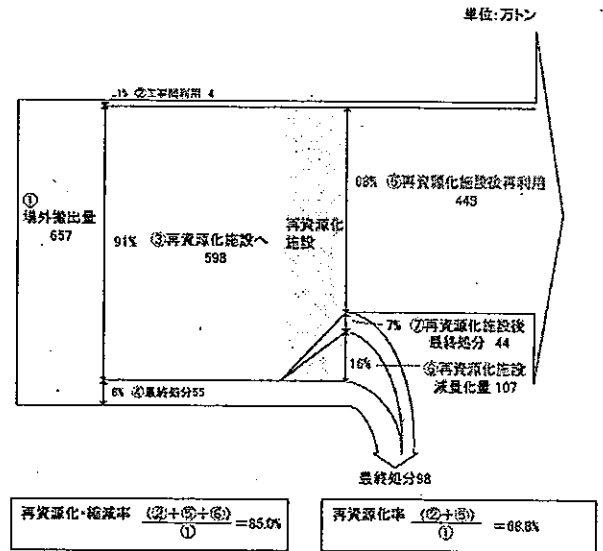 単位:万トン
1% ②工事間利用 4
①
場外搬出量
657
91% ③再資源化施設へ
598
再資源化
施設
68% ⑤再資源化施設後再利用
449
7% ⑦再資源化施設後
最終処分 44
16% ⑥再資源化施設
減量化量 107
8% ④最終処分55
最終処分98
再資源化・縮減率 (②+⑤+⑥) / ① =85.0%
再資源化率 (②+⑤) / ① =68.8%